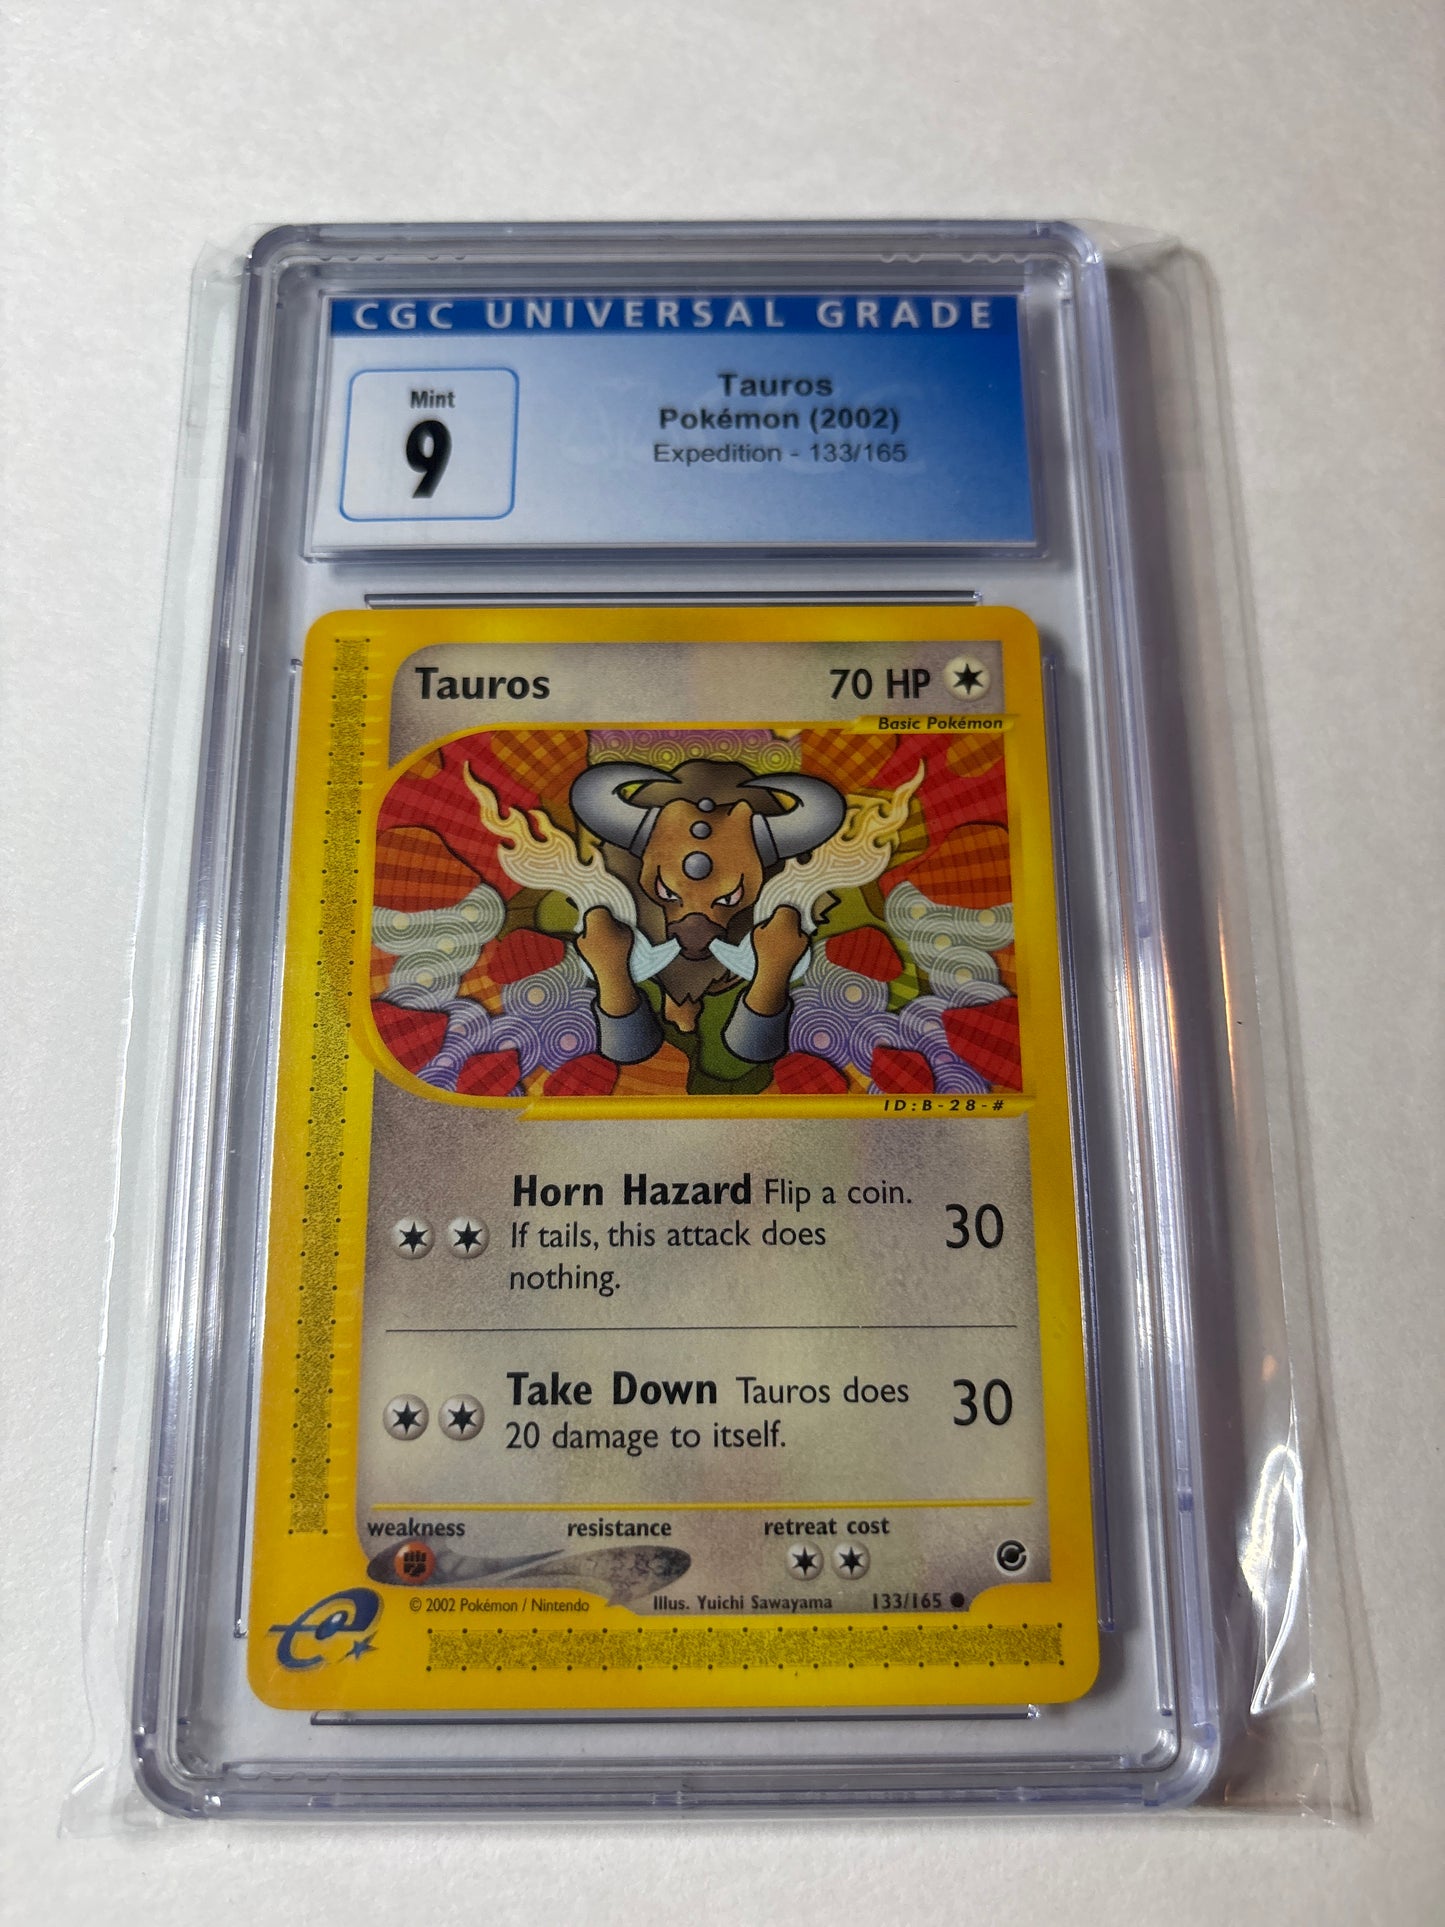 CGC UNIVERSAL GRADE
Mint
9
Tauros
Pokémon (2002)
Expedition - 133/165
Tauros 70 HP
Basic Pokémon
ID:B-28-#
Horn Hazard Flip a coin.
If tails, this attack does
nothing.
30
Take Down Tauros does
20 damage to itself.
30
weakness resistance retreat cost
© 2002 Pokémon / Nintendo Illus. Yuichi Sawayama 133/165
e